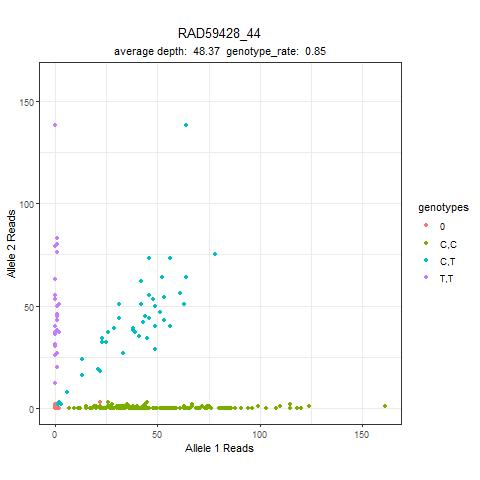 RAD59428_44
average depth:  48.37  genotype_rate:  0.85
150
100
50
0
Allele 2 Reads
0
50
100
150
Allele 1 Reads
genotypes
0
C,C
C,T
T,T